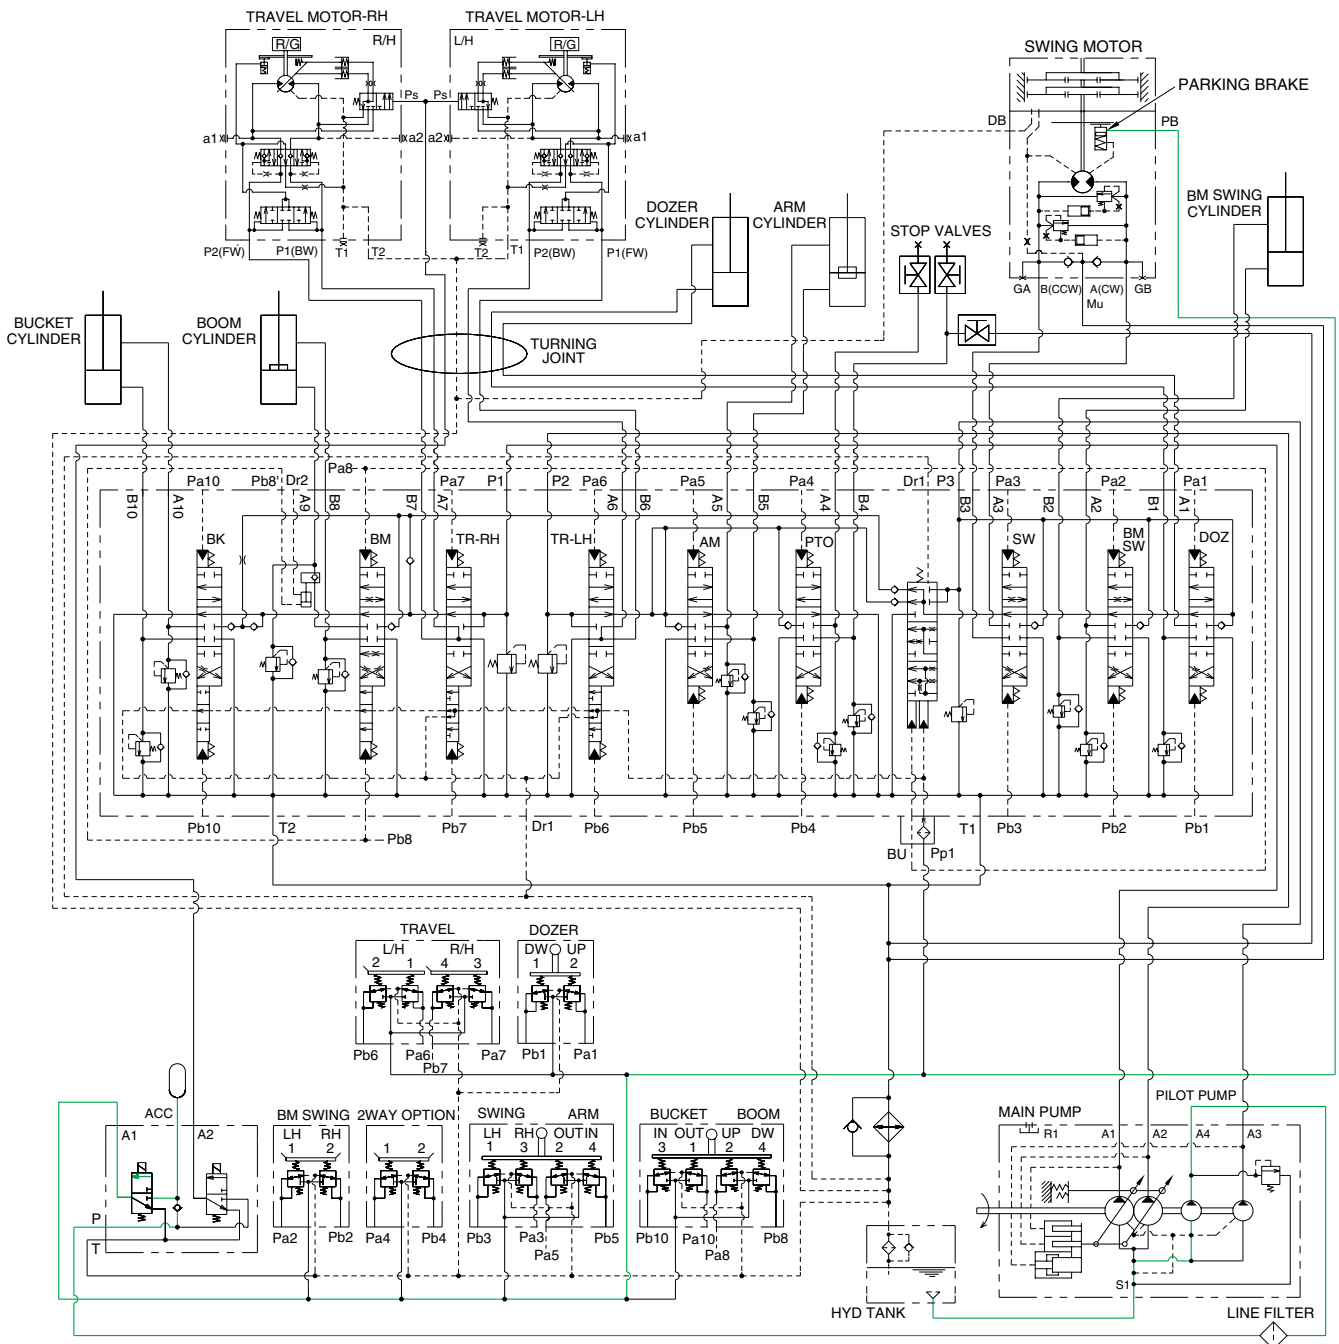 TRAVEL MOTOR-RH
TRAVEL MOTOR-LH
R/G
R/H
L/H
R/G
SWING MOTOR
PARKING BRAKE
Ps
Ps
DB
PB
a1
a2
a2
a1
DOZER
CYLINDER
ARM
CYLINDER
BM SWING
CYLINDER
STOP VALVES
P2(FW)
P1(BW)
T1
T2
T2
T1
P2(BW)
P1(FW)
GA
B(CCW)
A(CW)
GB
Mu
BUCKET
CYLINDER
BOOM
CYLINDER
TURNING
JOINT
Pa8
Pa10
Pb8'
Dr2
Pa7
P1
P2
Pa6
Pa5
Pa4
Dr1
P3
Pa3
Pa2
Pa1
B10
A10
A9
B8
B7
A7
A6
B6
A5
B5
A4
B4
B3
A3
B2
A2
B1
A1
BK
BM
TR-RH
TR-LH
AM
PTO
SW
BM
SW
DOZ
Pb10
T2
Pb8
Pb7
Dr1
Pb6
Pb5
Pb4
BU
Pp1
T1
Pb3
Pb2
Pb1
TRAVEL
L/H
R/H
2
1
4
3
DOZER
DW
UP
1
2
Pb6
Pa6
Pb7
Pa7
Pb1
Pa1
ACC
A1
A2
P
T
BM SWING
LH
RH
1
2
Pa2
Pb2
2WAY OPTION
1
2
Pa4
Pb4
SWING
ARM
LH
RH
OUT
IN
1
3
2
4
Pb3
Pa3
Pa5
Pb5
BUCKET
BOOM
IN
OUT
UP
DW
3
1
2
4
Pb10
Pa10
Pa8
Pb8
PILOT PUMP
MAIN PUMP
R1
A1
A2
A4
A3
S1
HYD TANK
LINE FILTER